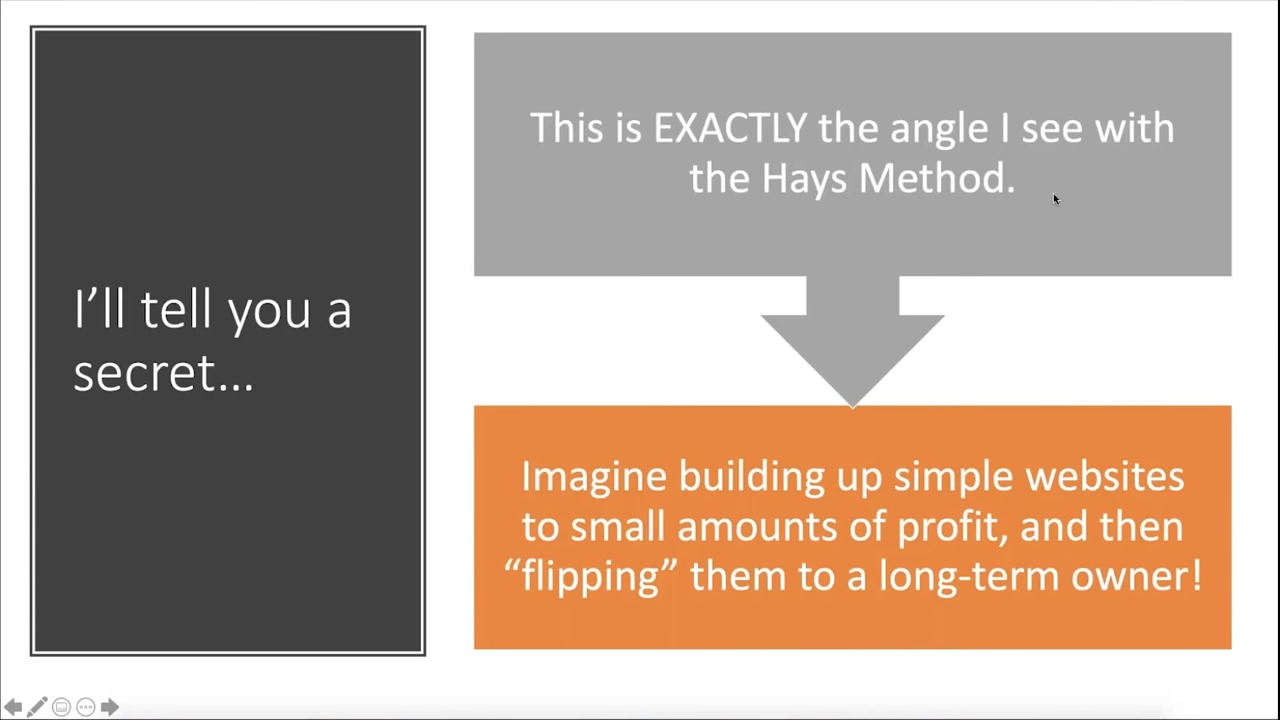 I’ll tell you a
secret…
This is EXACTLY the angle I see with
the Hays Method.
Imagine building up simple websites
to small amounts of profit, and then
“flipping” them to a long-term owner!